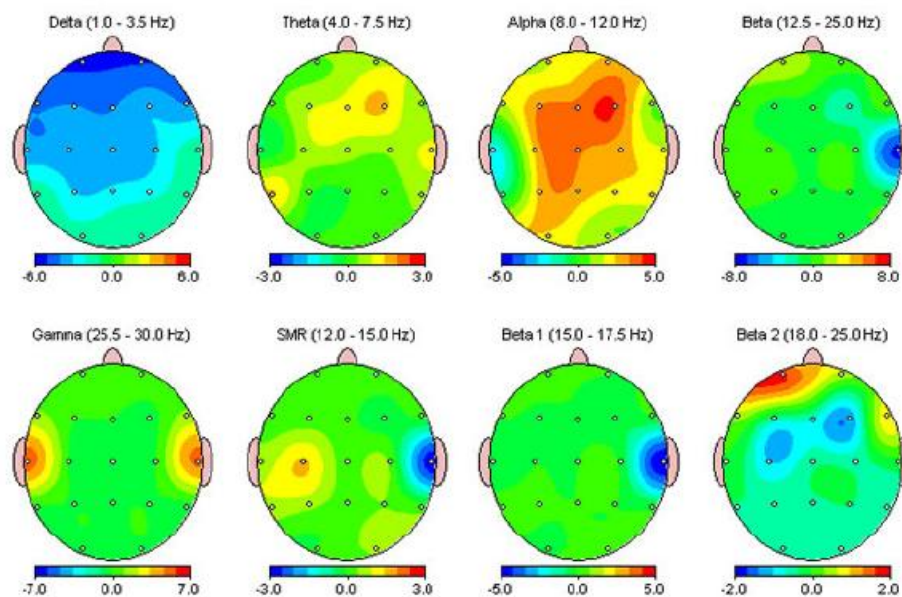 Delta (1.0 - 3.5 Hz)
Theta (4.0 - 7.5 Hz)
Alpha (8.0 - 12.0 Hz)
Beta (12.5 - 25.0 Hz)
-6.0 0.0 6.0
-3.0 0.0 3.0
-5.0 0.0 5.0
-8.0 0.0 8.0
Gamma (25.5 - 30.0 Hz)
SMR (12.0 - 15.0 Hz)
Beta 1 (15.0 - 17.5 Hz)
Beta 2 (18.0 - 25.0 Hz)
-7.0 0.0 7.0
-3.0 0.0 3.0
-5.0 0.0 5.0
-2.0 0.0 2.0